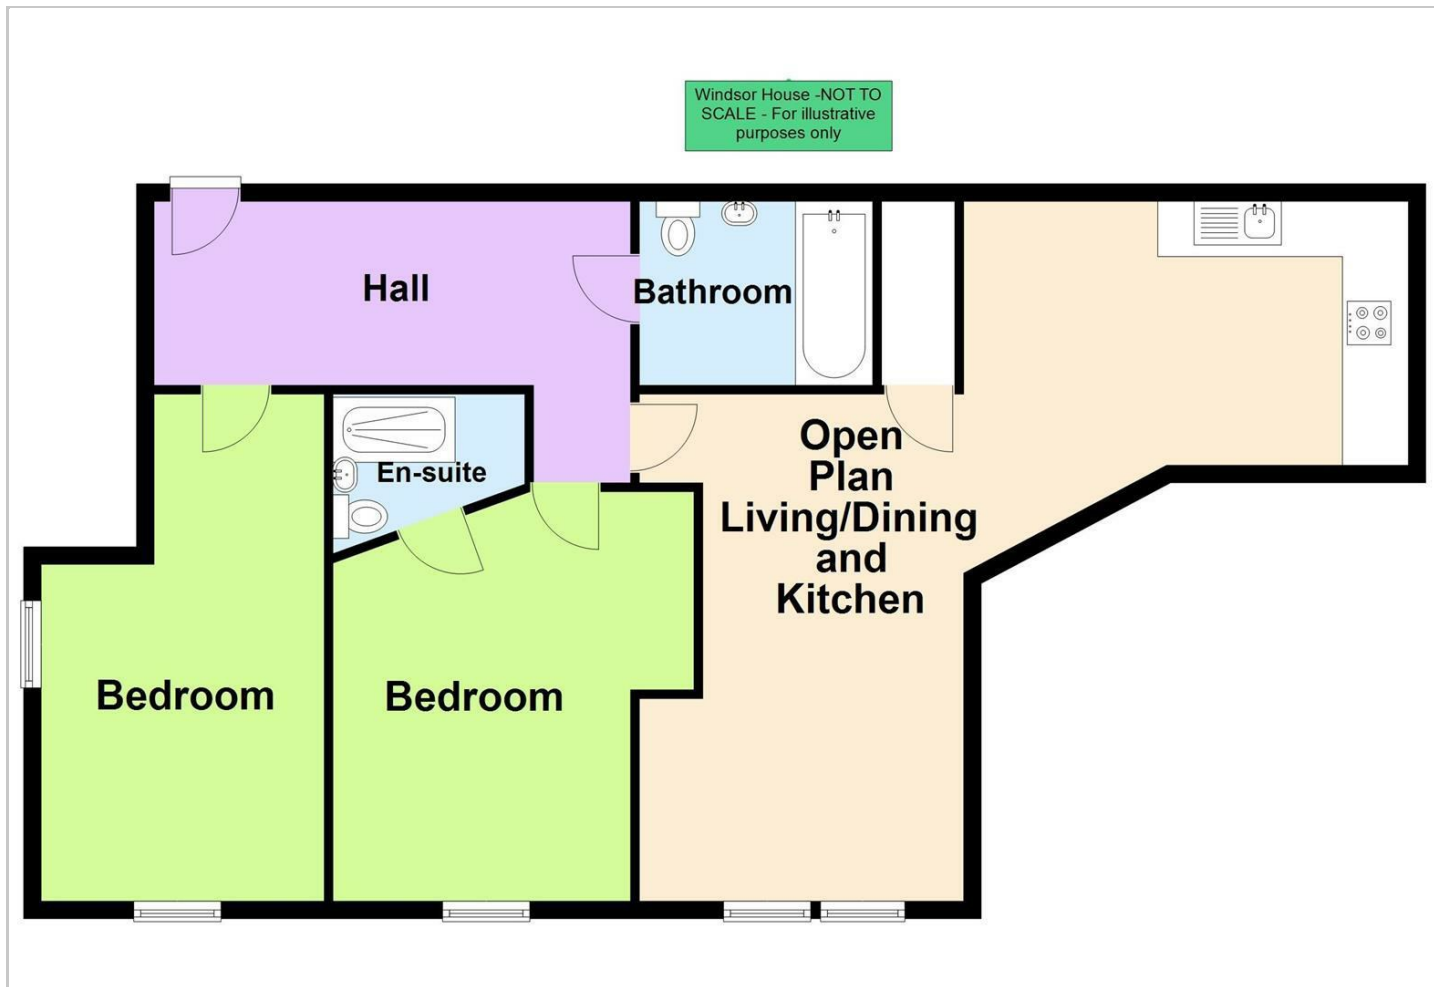 Windsor House -NOT TO
SCALE - For illustrative
purposes only
Hall
Bathroom
En-suite
Open
Plan
Living/Dining
and
Kitchen
Bedroom
Bedroom